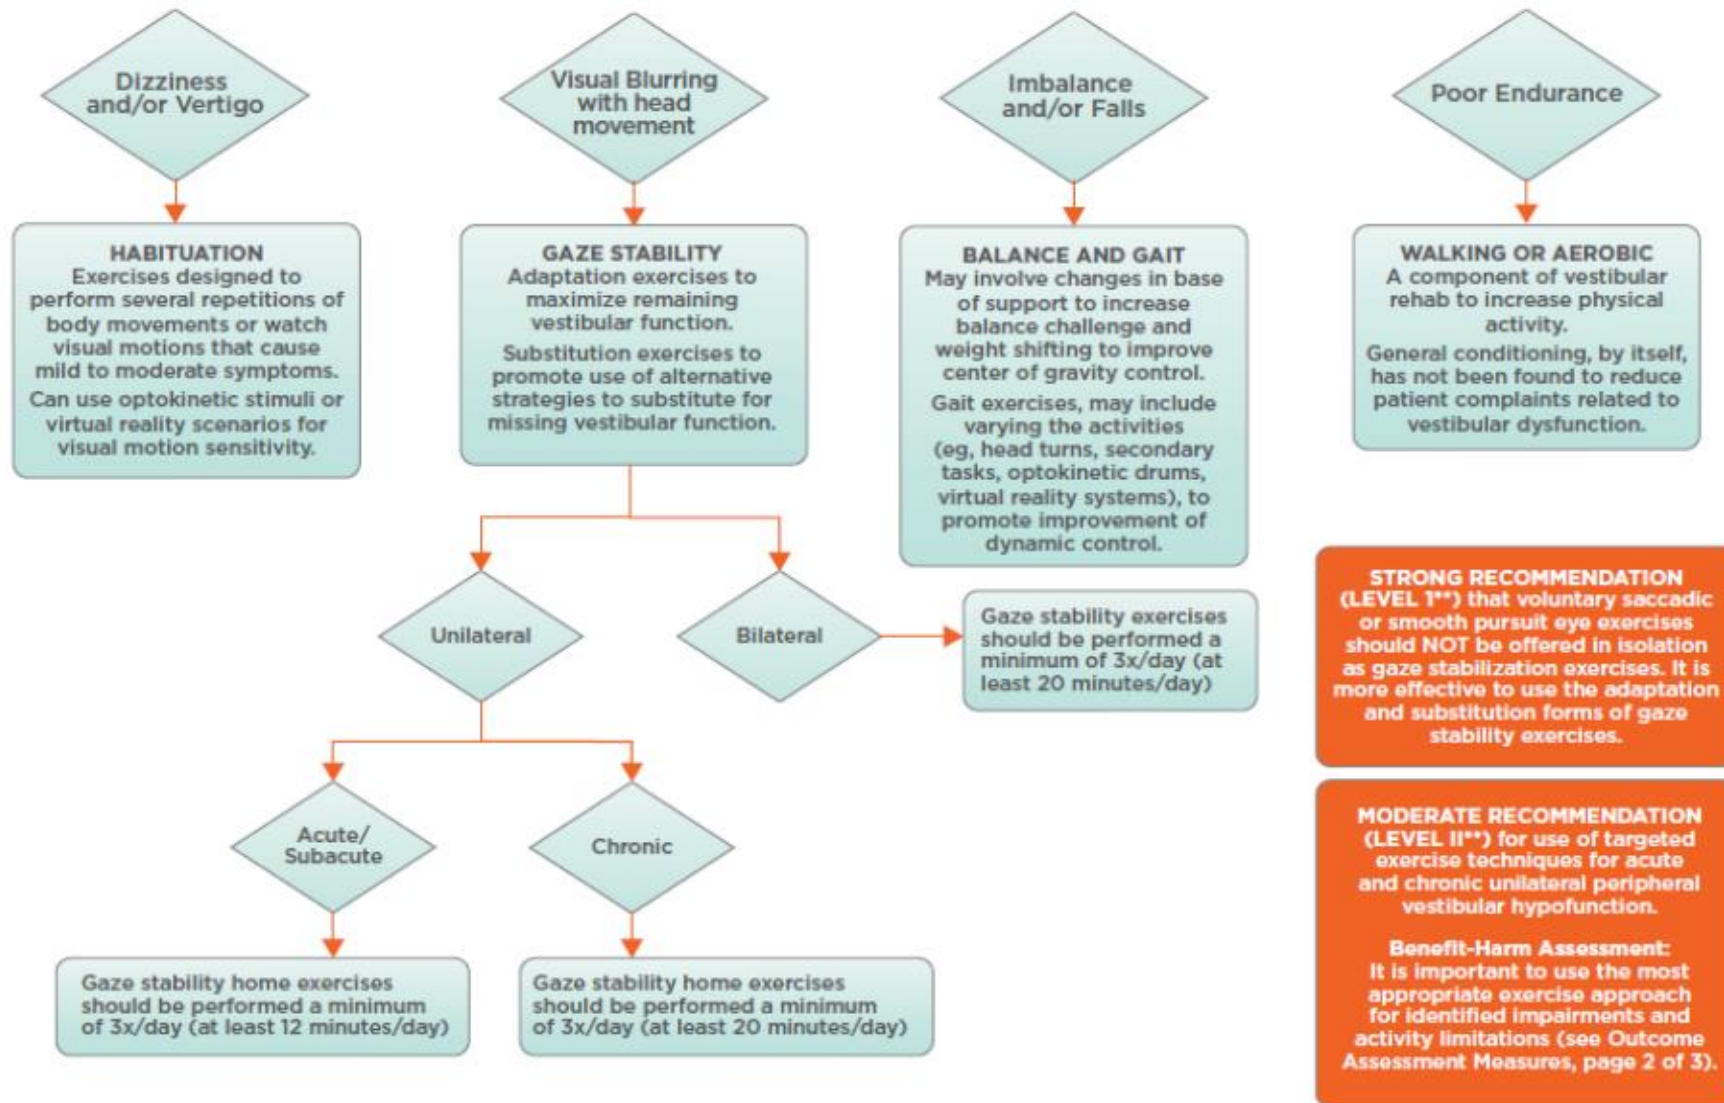 Dizziness
and/or Vertigo
Visual Blurring
with head
movement
Imbalance
and/or Falls
Poor Endurance
HABITUATION
Exercises designed to
perform several repetitions of
body movements or watch
visual motions that cause
mild to moderate symptoms.
Can use optokinetic stimuli or
virtual reality scenarios for
visual motion sensitivity.
GAZE STABILITY
Adaptation exercises to
maximize remaining
vestibular function.
Substitution exercises to
promote use of alternative
strategies to substitute for
missing vestibular function.
BALANCE AND GAIT
May involve changes in base
of support to increase
balance challenge and
weight shifting to improve
center of gravity control.
Gait exercises, may include
varying the activities
(eg, head turns, secondary
tasks, optokinetic drums,
virtual reality systems), to
promote improvement of
dynamic control.
WALKING OR AEROBIC
A component of vestibular
rehab to increase physical
activity.
General conditioning, by itself,
has not been found to reduce
patient complaints related to
vestibular dysfunction.
Unilateral
Bilateral
Gaze stability exercises
should be performed a
minimum of 3x/day (at
least 20 minutes/day)
Acute/
Subacute
Chronic
Gaze stability home exercises
should be performed a minimum
of 3x/day (at least 12 minutes/day)
Gaze stability home exercises
should be performed a minimum
of 3x/day (at least 20 minutes/day)
STRONG RECOMMENDATION
(LEVEL 1**) that voluntary saccadic
or smooth pursuit eye exercises
should NOT be offered in isolation
as gaze stabilization exercises. It is
more effective to use the adaptation
and substitution forms of gaze
stability exercises.
MODERATE RECOMMENDATION
(LEVEL II**) for use of targeted
exercise techniques for acute
and chronic unilateral peripheral
vestibular hypofunction.
Benefit-Harm Assessment:
It is important to use the most
appropriate exercise approach
for identified impairments and
activity limitations (see Outcome
Assessment Measures, page 2 of 3).